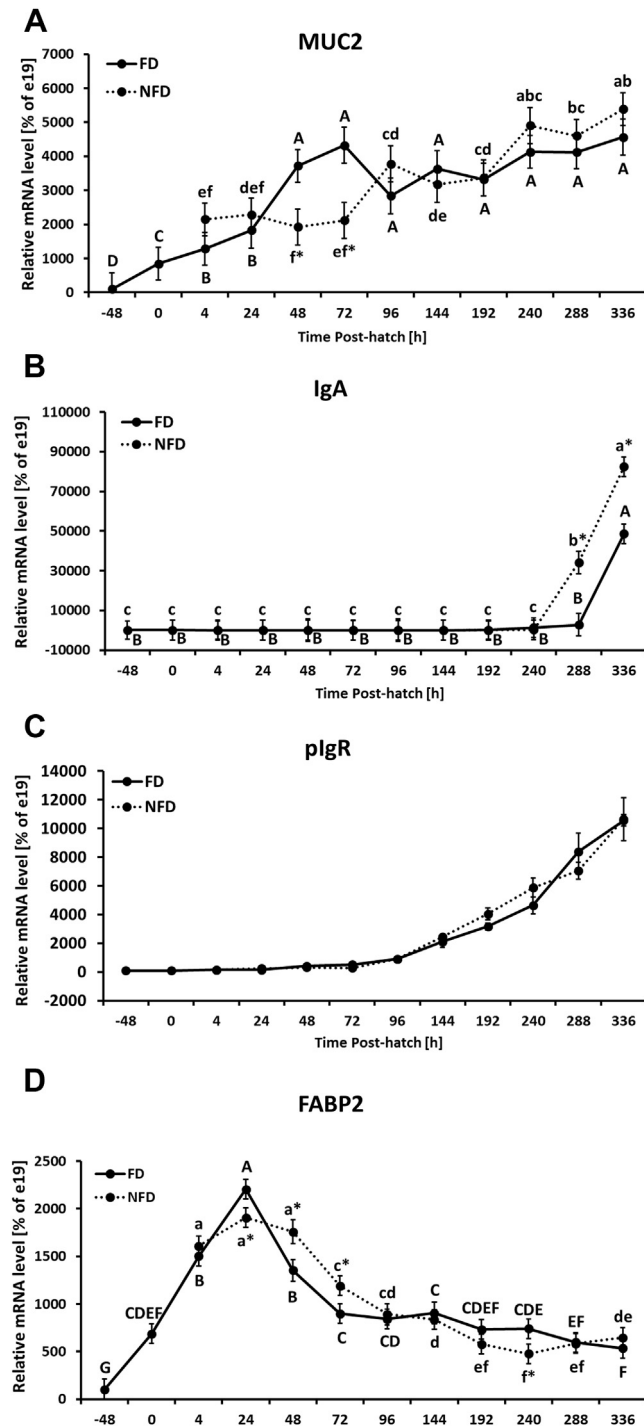 A
MUC2
FD
NFD
Relative mRNA level [% of e19]
7000
6000
5000
4000
3000
2000
1000
0
D C ef B def B A f* A ef* cd A A de cd A abc A bc A ab A
-48 0 4 24 48 72 96 144 192 240 288 336
Time Post-hatch [h]
B
IgA
FD
NFD
Relative mRNA level [% of e19]
110000
90000
70000
50000
30000
10000
-10000
a*
A
b*
B
c c c c c c c c c c
B B B B B B B B B B
-48 0 4 24 48 72 96 144 192 240 288 336
Time Post-hatch [h]
C
pIgR
FD
NFD
Relative mRNA level [% of e19]
14000
12000
10000
8000
6000
4000
2000
0
-2000
-48 0 4 24 48 72 96 144 192 240 288 336
Time Post-hatch [h]
D
FABP2
FD
NFD
Relative mRNA level [% of e19]
2500
2000
1500
1000
500
0
G CDEF a B A a* a* B c* C cd CD C d CDEF ef CDE f* EF ef de F
-48 0 4 24 48 72 96 144 192 240 288 336